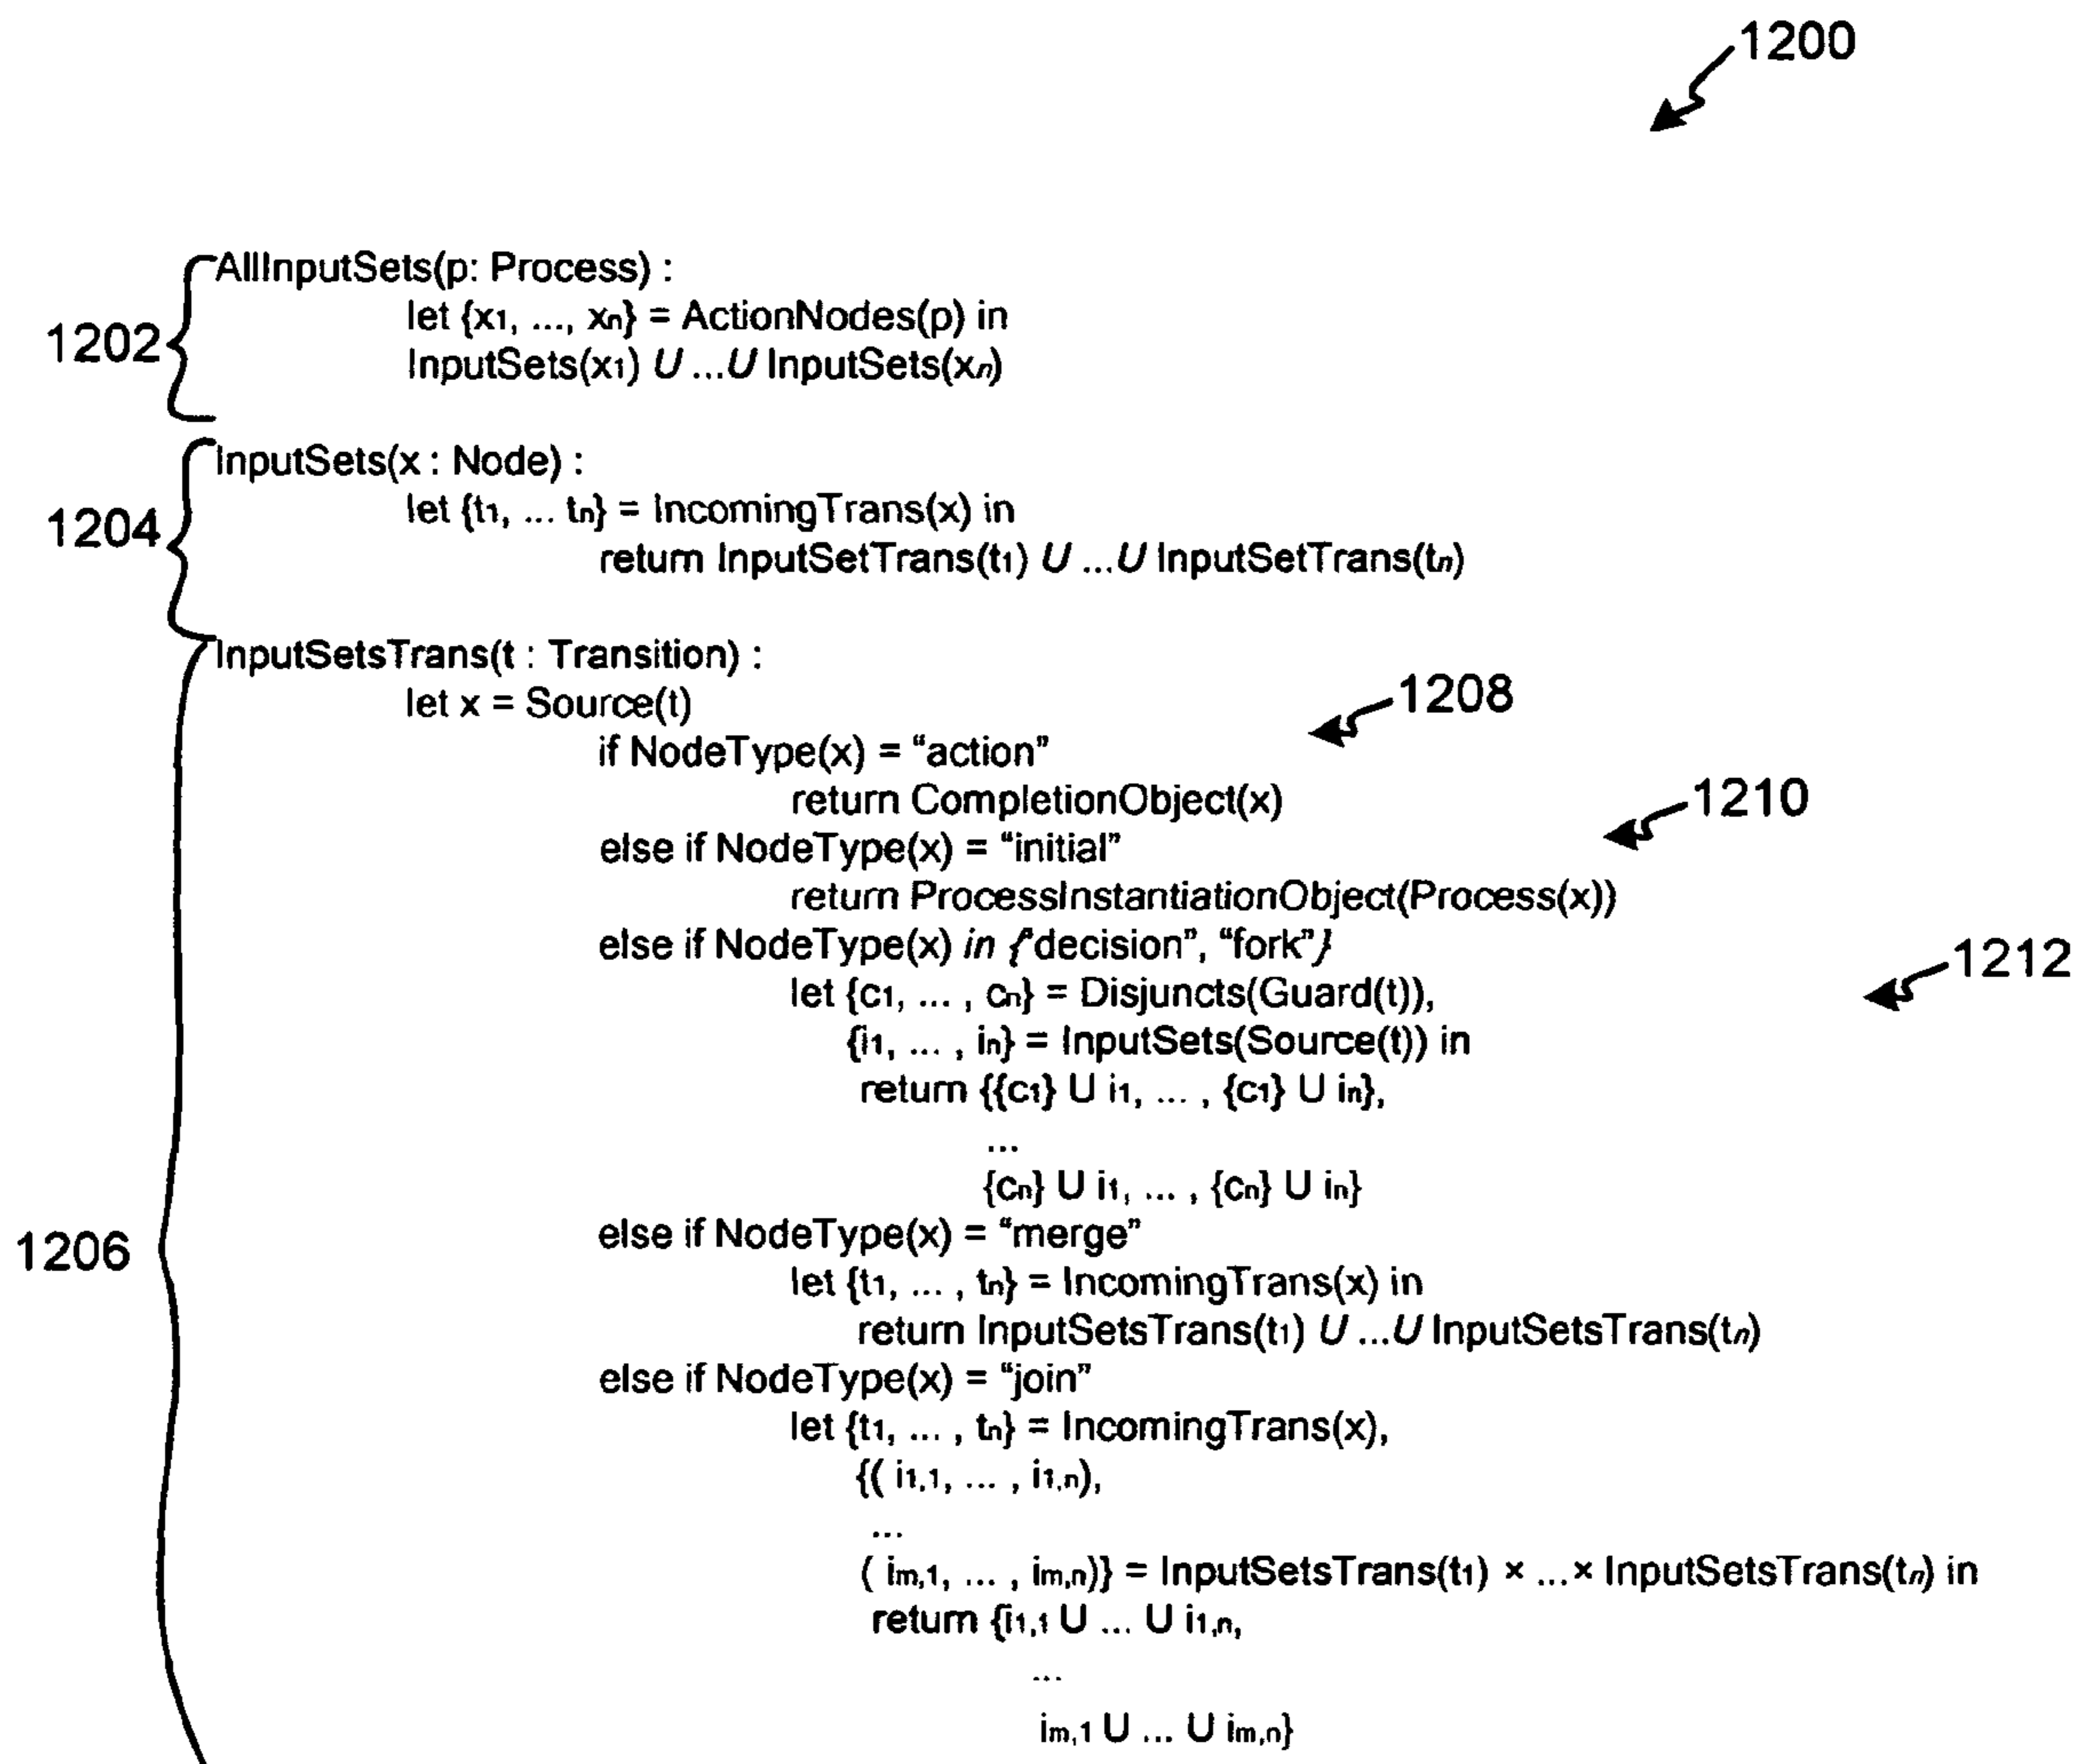 1200
AllInputSets(p: Process) :
let {x1, ..., xn} = ActionNodes(p) in
1202
InputSets(x1) U ...U InputSets(xn)
InputSets(x : Node) :
let {t1, ... tn} = IncomingTrans(x) in
1204
return InputSetTrans(t1) U ...U InputSetTrans(tn)
InputSetsTrans(t : Transition) :
let x = Source(t)
1208
if NodeType(x) = “action”
return CompletionObject(x)
1210
else if NodeType(x) = “initial”
return ProcessInstantiationObject(Process(x))
else if NodeType(x) in {“decision”, “fork”}
1212
let {c1, ... , cn} = Disjuncts(Guard(t)),
{i1, ... , in} = InputSets(Source(t)) in
return {{c1} U i1, ... , {c1} U in},
...
{cn} U i1, ... , {cn} U in}
else if NodeType(x) = “merge”
1206
let {t1, ... , tn} = IncomingTrans(x) in
return InputSetsTrans(t1) U ...U InputSetsTrans(tn)
else if NodeType(x) = “join”
let {t1, ... , tn} = IncomingTrans(x),
{( i1,1, ... , i1,n),
...
( im,1, ... , im,n)} = InputSetsTrans(t1) × ...× InputSetsTrans(tn) in
return {i1,1 U ... U i1,n,
...
im,1 U ... U im,n}